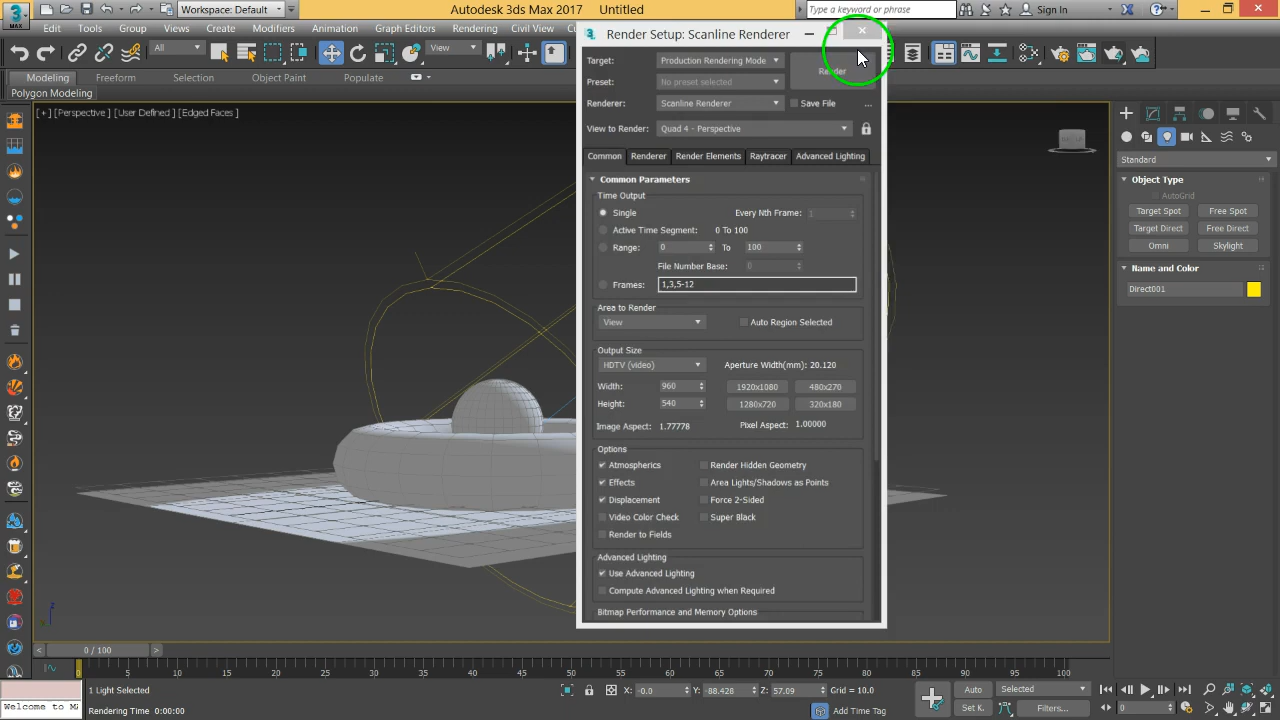 3
MAX
Workspace: Default
Autodesk 3ds Max 2017    Untitled
Type a keyword or phrase
Sign In
Edit
Tools
Group
Views
Create
Modifiers
Animation
Graph Editors
Rendering
Civil View
All
View
Modeling
Freeform
Selection
Object Paint
Populate
Polygon Modeling
[ + ] [Perspective ] [User Defined ] [Edged Faces ]
3 Render Setup: Scanline Renderer
Target: Production Rendering Mode
Render
Preset: No preset selected
Renderer: Scanline Renderer
Save File ...
View to Render: Quad 4 - Perspective
Common
Renderer
Render Elements
Raytracer
Advanced Lighting
Common Parameters
Time Output
Single
Every Nth Frame: 1
Active Time Segment: 0 To 100
Range: 0 To 100
File Number Base: 0
Frames: 1,3,5-12
Area to Render
View
Auto Region Selected
Output Size
HDTV (video)
Aperture Width(mm): 20.120
Width: 960
1920x1080
480x270
Height: 540
1280x720
320x180
Image Aspect: 1.77778
Pixel Aspect: 1.00000
Options
Atmospherics
Render Hidden Geometry
Effects
Area Lights/Shadows as Points
Displacement
Force 2-Sided
Video Color Check
Super Black
Render to Fields
Advanced Lighting
Use Advanced Lighting
Compute Advanced Lighting when Required
Bitmap Performance and Memory Options
Standard
Object Type
AutoGrid
Target Spot
Free Spot
Target Direct
Free Direct
Omni
Skylight
Name and Color
Direct001
z
y
< 0 / 100 >
0 5 10 15 20 25 30 35 40 45 50 55 60 65 70 75 80 85 90 95 100
1 Light Selected
X: -0.0
Y: -88.428
Z: 57.09
Grid = 10.0
Auto
Selected
Welcome to M
Rendering Time 0:00:00
Add Time Tag
Set K.
Filters...
0